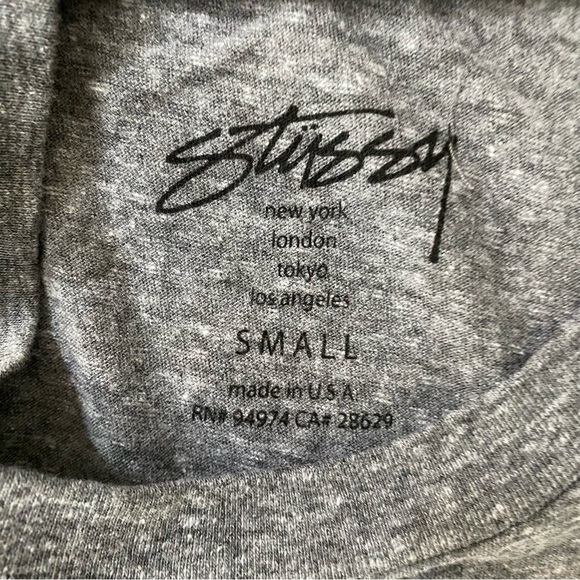 stüssy
new york
london
tokyo
los angeles
SMALL
made in U.S.A.
RN# 94974 CA# 28629